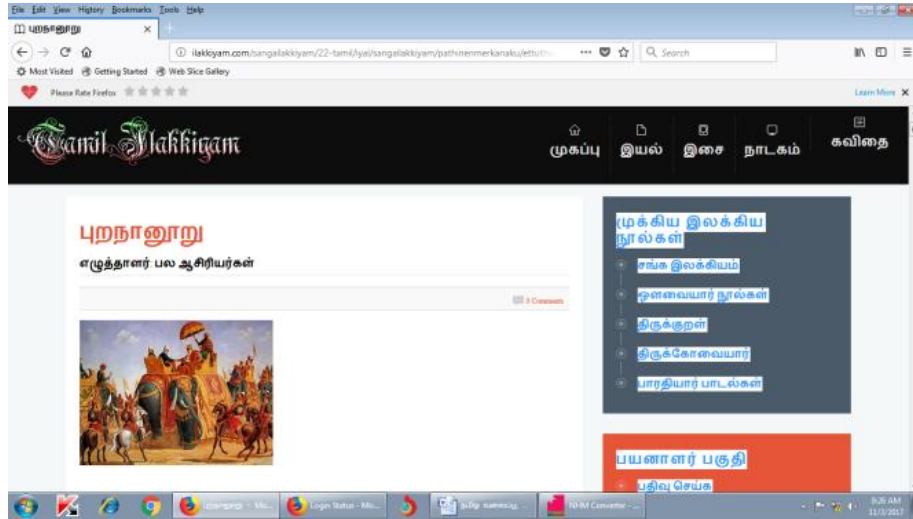 File Edit View History Bookmarks Tools Help
புறநானூறு
ilakkiyam.com/sangailakkiyam/22-tamil/iyal/sangailakkiyam/pathinenmerkanaku/ettuth
Search
Most Visited Getting Started Web Slice Gallery
Please Rate Firefox
Learn More
Tamil Ilakkiyam
முகப்பு இயல் இசை நாடகம் கவிதை
புறநானூறு
எழுத்தாளர்: பல ஆசிரியர்கள்
0 Comments
முக்கிய இலக்கிய
நூல்கள்
சங்க இலக்கியம்
ஔவையார் நூல்கள்
திருக்குறள்
திருக்கோவையார்
பாரதியார் பாடல்கள்
பயனாளர் பகுதி
பதிவு செய்க
Login Status - Mo...
NHM Converter - ...
9:26 AM
11/3/2017